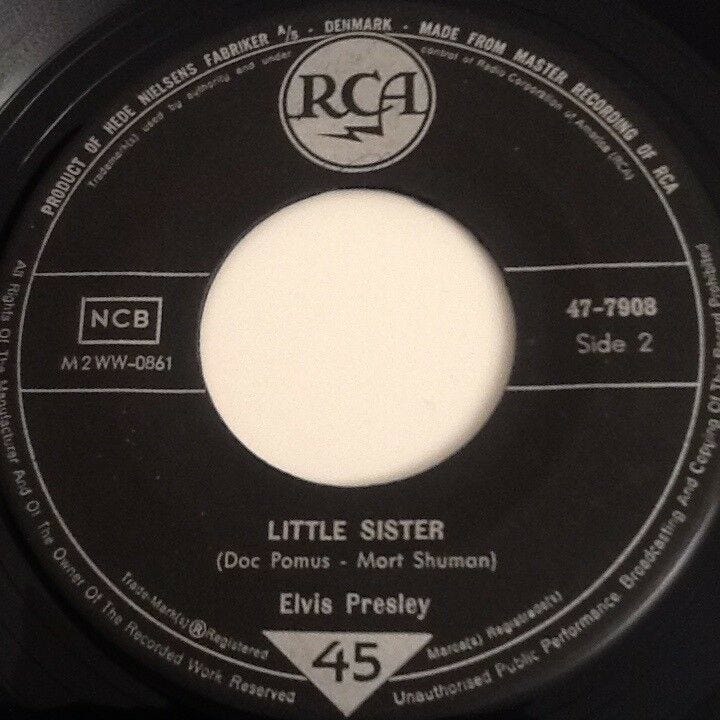 PRODUCT OF HEDE NIELSENS FABRIKER A/S - DENMARK - MADE FROM MASTER RECORDING OF RCA
Trademark(s) used by authority and under control of Radio Corporation of America (RCA)
RCA
NCB
M2WW-0861
47-7908
Side 2
LITTLE SISTER
(Doc Pomus - Mort Shuman)
Elvis Presley
Trade-Mark(s) ® Registered
Marca(s) Registrada(s)
45
All Rights Of The Manufacturer And Of The Owner Of The Recorded Work Reserved
Unauthorised Public Performance Broadcasting And Copying Of The Record Prohibited